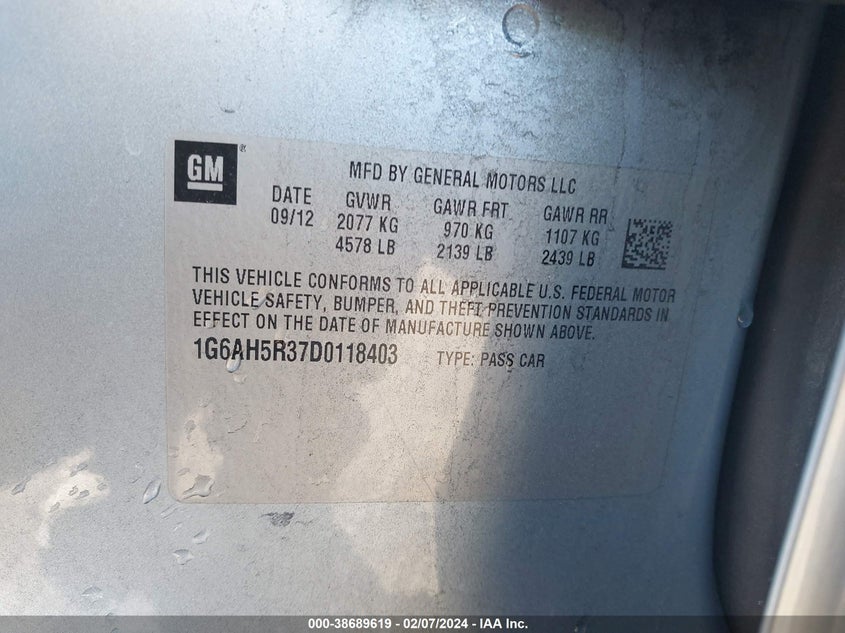 GM®
MFD BY GENERAL MOTORS LLC
DATE GVWR GAWR FRT GAWR RR
09/12 2077 KG 970 KG 1107 KG
4578 LB 2139 LB 2439 LB
THIS VEHICLE CONFORMS TO ALL APPLICABLE U.S. FEDERAL MOTOR
VEHICLE SAFETY, BUMPER, AND THEFT PREVENTION STANDARDS IN
EFFECT ON THE DATE OF MANUFACTURE SHOWN ABOVE.
1G6AH5R37D0118403 TYPE: PASS CAR
000-38689619 - 02/07/2024 - IAA Inc.